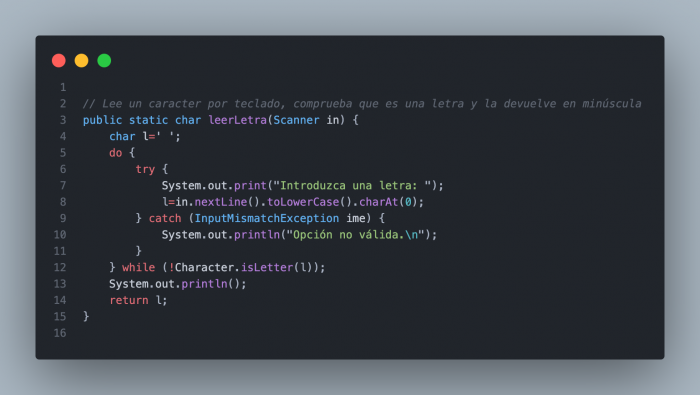 1
2 // Lee un caracter por teclado, comprueba que es una letra y la devuelve en minúscula
3 public static char leerLetra(Scanner in) {
4     char l=' ';
5     do {
6         try {
7             System.out.print("Introduzca una letra: ");
8             l=in.nextLine().toLowerCase().charAt(0);
9         } catch (InputMismatchException ime) {
10             System.out.println("Opción no válida.\n");
11         }
12     } while (!Character.isLetter(l));
13     System.out.println();
14     return l;
15 }
16